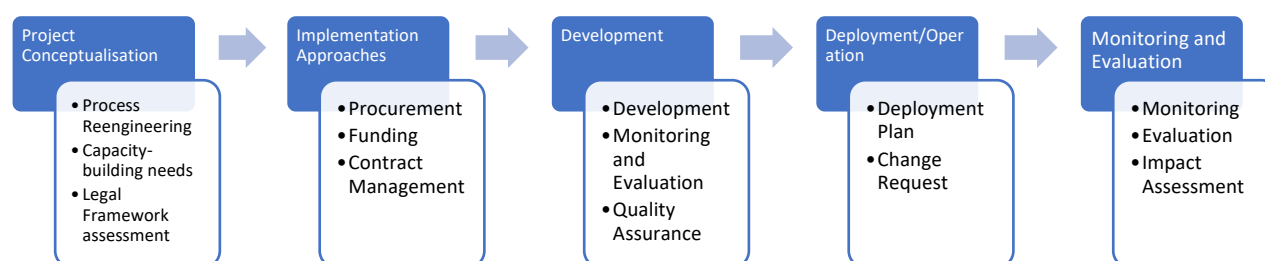 Project
Conceptualisation
• Process
Reengineering
• Capacity-
building needs
• Legal
Framework
assessment
Implementation
Approaches
• Procurement
• Funding
• Contract
Management
Development
• Development
• Monitoring
and
Evaluation
• Quality
Assurance
Deployment/Oper
ation
• Deployment
Plan
• Change
Request
Monitoring and
Evaluation
• Monitoring
• Evaluation
• Impact
Assessment